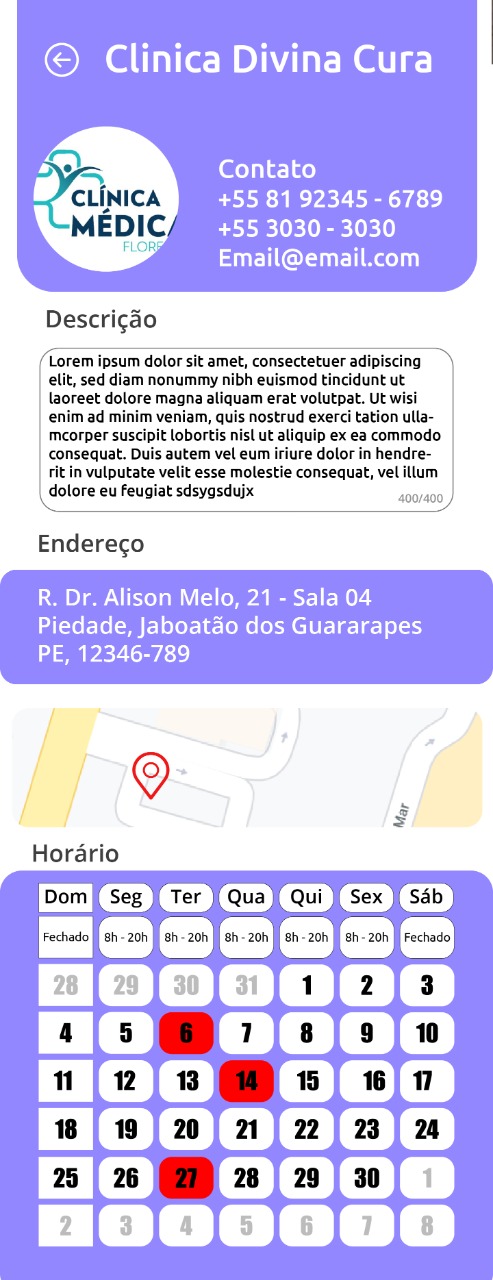 Clinica Divina Cura
CLÍNICA
MÉDICA
FLORE
Contato
+55 81 92345 - 6789
+55 3030 - 3030
Email@email.com
Descrição
Lorem ipsum dolor sit amet, consectetuer adipiscing
elit, sed diam nonummy nibh euismod tincidunt ut
laoreet dolore magna aliquam erat volutpat. Ut wisi
enim ad minim veniam, quis nostrud exerci tation ulla-
mcorper suscipit lobortis nisl ut aliquip ex ea commodo
consequat. Duis autem vel eum iriure dolor in hendre-
rit in vulputate velit esse molestie consequat, vel illum
dolore eu feugiat sdsygsdujx
400/400
Endereço
R. Dr. Alison Melo, 21 - Sala 04
Piedade, Jaboatão dos Guararapes
PE, 12346-789
Mar
Horário
Dom Seg Ter Qua Qui Sex Sáb
Fechado 8h - 20h 8h - 20h 8h - 20h 8h - 20h 8h - 20h Fechado
28 29 30 31 1 2 3
4 5 6 7 8 9 10
11 12 13 14 15 16 17
18 19 20 21 22 23 24
25 26 27 28 29 30 1
2 3 4 5 6 7 8